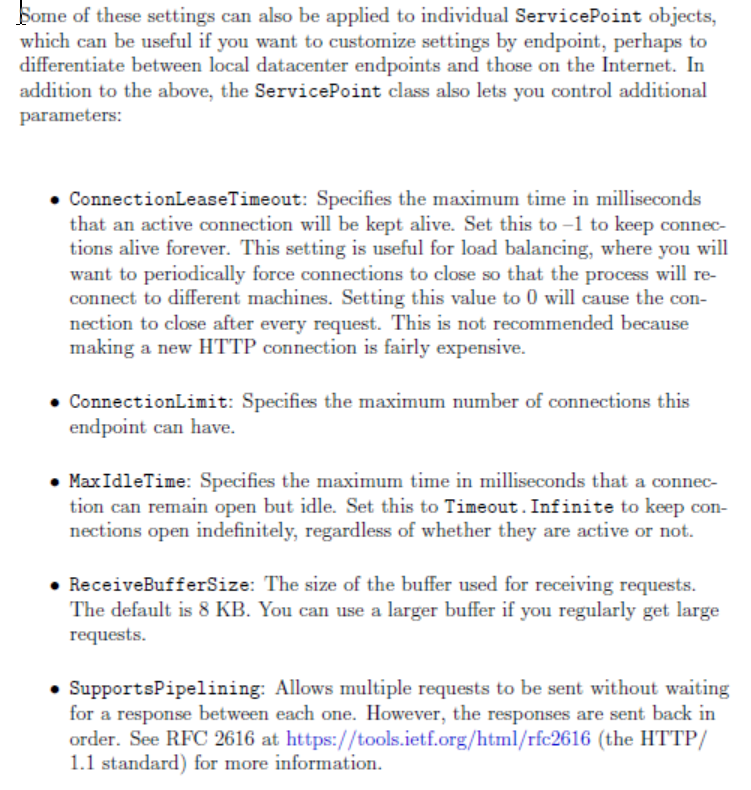 Some of these settings can also be applied to individual ServicePoint objects,
which can be useful if you want to customize settings by endpoint, perhaps to
differentiate between local datacenter endpoints and those on the Internet. In
addition to the above, the ServicePoint class also lets you control additional
parameters:
• ConnectionLeaseTimeout: Specifies the maximum time in milliseconds
that an active connection will be kept alive. Set this to –1 to keep connec-
tions alive forever. This setting is useful for load balancing, where you will
want to periodically force connections to close so that the process will re-
connect to different machines. Setting this value to 0 will cause the con-
nection to close after every request. This is not recommended because
making a new HTTP connection is fairly expensive.
• ConnectionLimit: Specifies the maximum number of connections this
endpoint can have.
• MaxIdleTime: Specifies the maximum time in milliseconds that a connec-
tion can remain open but idle. Set this to Timeout.Infinite to keep con-
nections open indefinitely, regardless of whether they are active or not.
• ReceiveBufferSize: The size of the buffer used for receiving requests.
The default is 8 KB. You can use a larger buffer if you regularly get large
requests.
• SupportsPipelining: Allows multiple requests to be sent without waiting
for a response between each one. However, the responses are sent back in
order. See RFC 2616 at https://tools.ietf.org/html/rfc2616 (the HTTP/
1.1 standard) for more information.